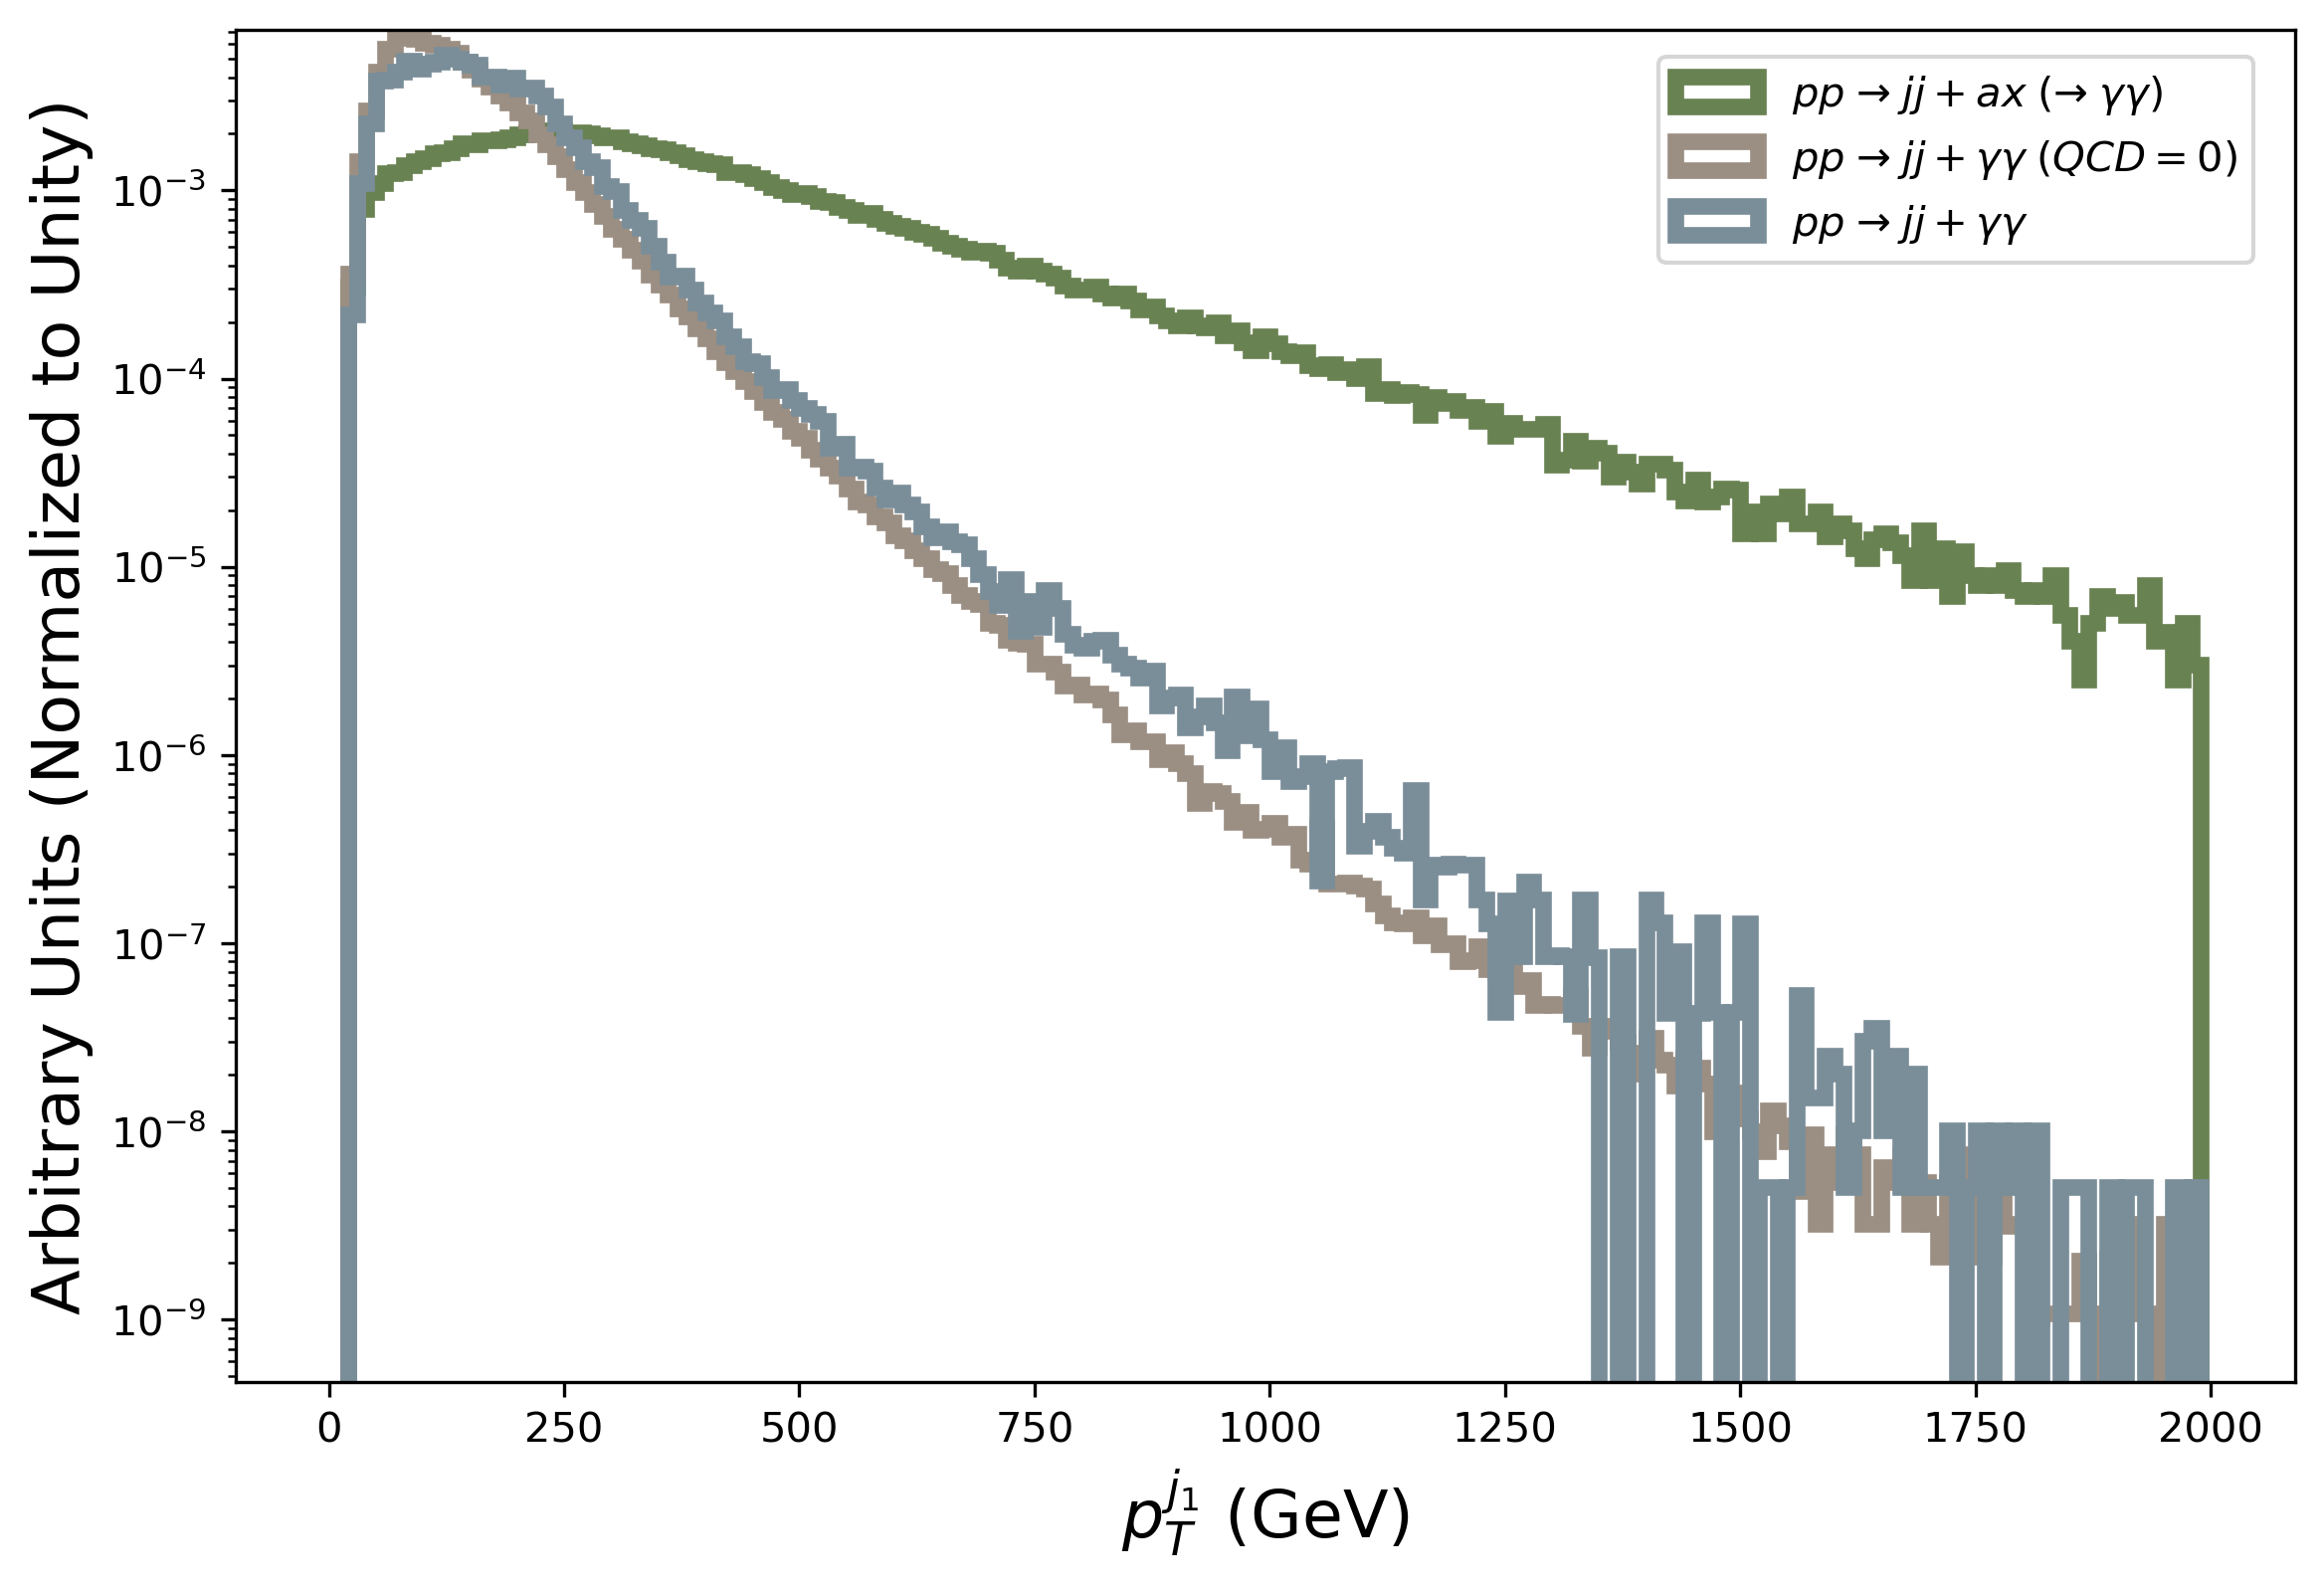 Arbitrary Units (Normalized to Unity)
10⁻³
10⁻⁴
10⁻⁵
10⁻⁶
10⁻⁷
10⁻⁸
10⁻⁹
pp → jj + ax (→ γγ)
pp → jj + γγ (QCD = 0)
pp → jj + γγ
0 250 500 750 1000 1250 1500 1750 2000
p_T^{j_1} (GeV)